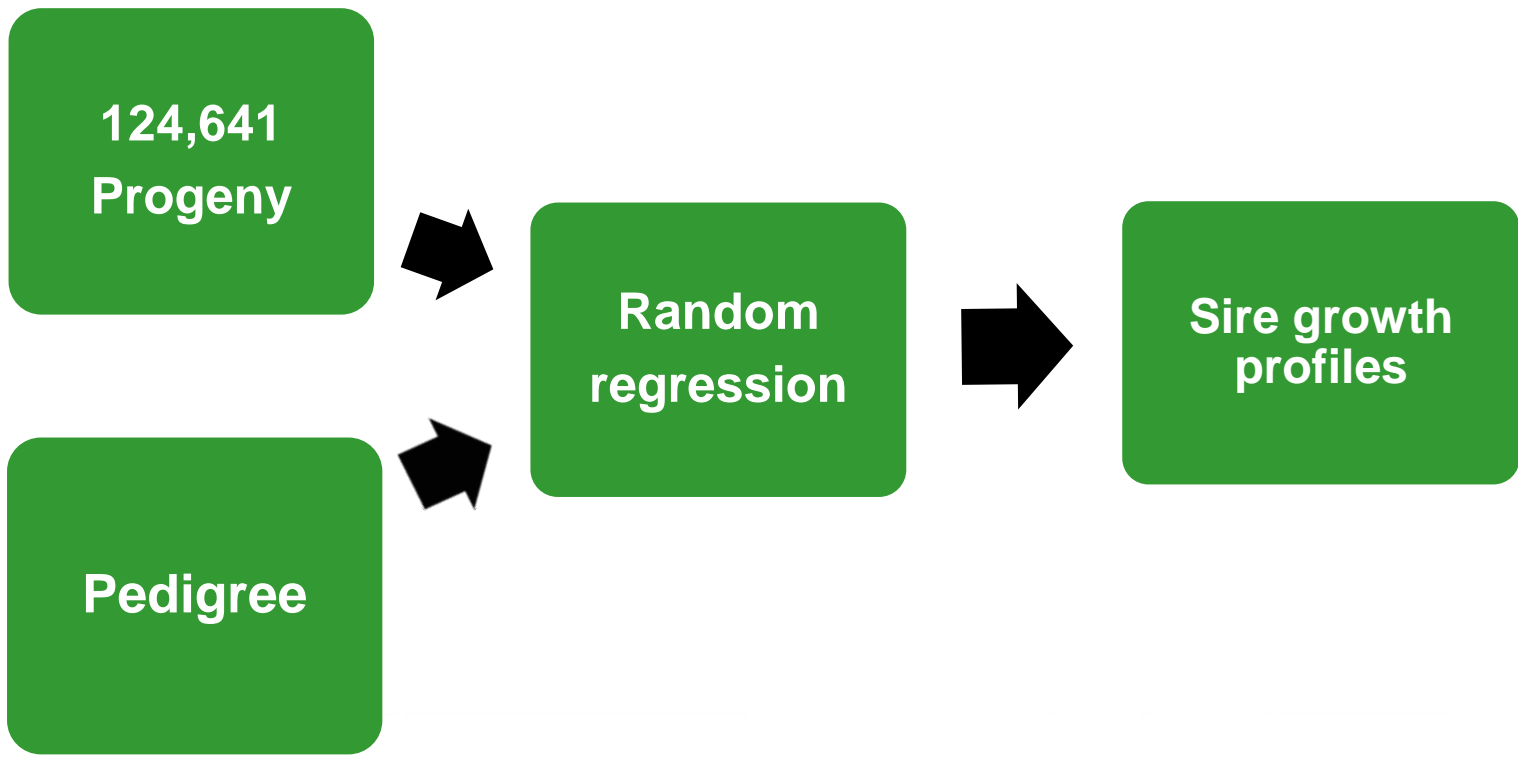 124,641
Progeny
Random
regression
Sire growth
profiles
Pedigree